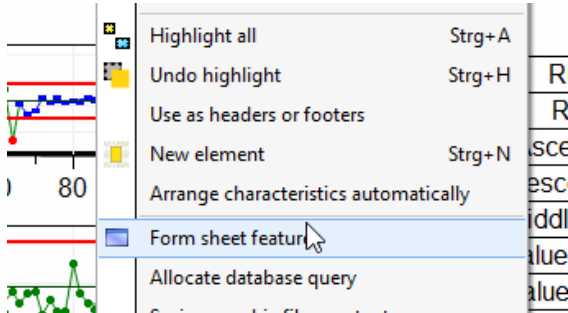 Highlight all Strg+A
Undo highlight Strg+H
Use as headers or footers
New element Strg+N
Arrange characteristics automatically
Form sheet feature
Allocate database query
80
R
R